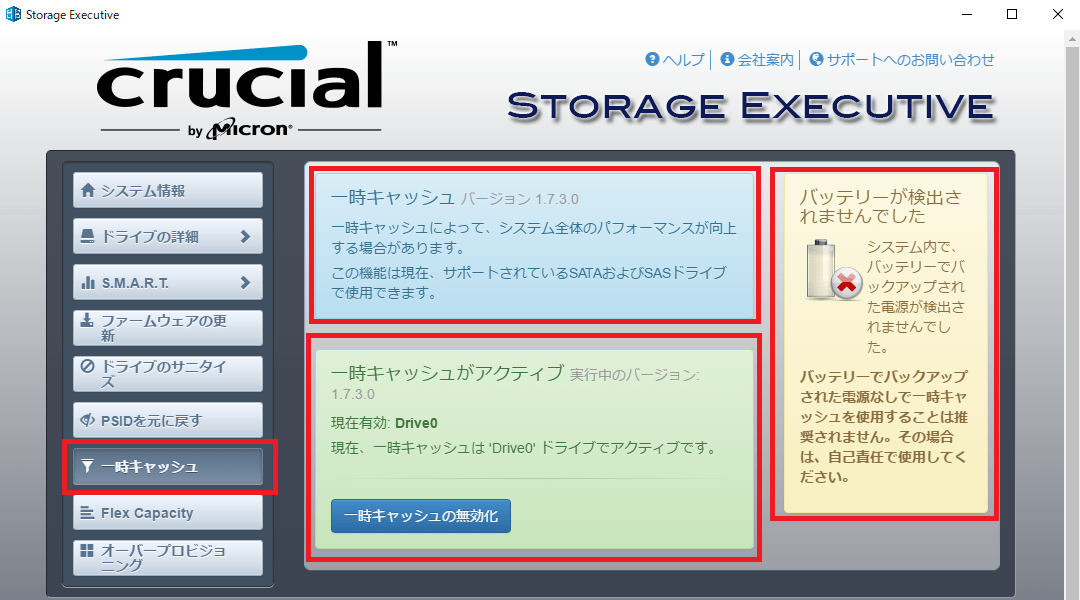 Storage Executive
crucial™
by Micron®
ヘルプ
会社案内
サポートへのお問い合わせ
STORAGE EXECUTIVE
システム情報
ドライブの詳細
S.M.A.R.T.
ファームウェアの更
新
ドライブのサニタイ
ズ
PSIDを元に戻す
一時キャッシュ
Flex Capacity
オーバープロビジョ
ニング
一時キャッシュ バージョン 1.7.3.0
一時キャッシュによって、システム全体のパフォーマンスが向上
する場合があります。
この機能は現在、サポートされているSATAおよびSASドライブ
で使用できます。
一時キャッシュがアクティブ 実行中のバージョン:
1.7.3.0
現在有効: Drive0
現在、一時キャッシュは 'Drive0' ドライブでアクティブです。
一時キャッシュの無効化
バッテリーが検出さ
れませんでした
システム内で、
バッテリーでバ
ックアップされ
た電源が検出さ
れませんでし
た。
バッテリーでバックアップ
された電源なしで一時キャ
ッシュを使用することは推
奨されません。その場合
は、自己責任で使用してく
ださい。